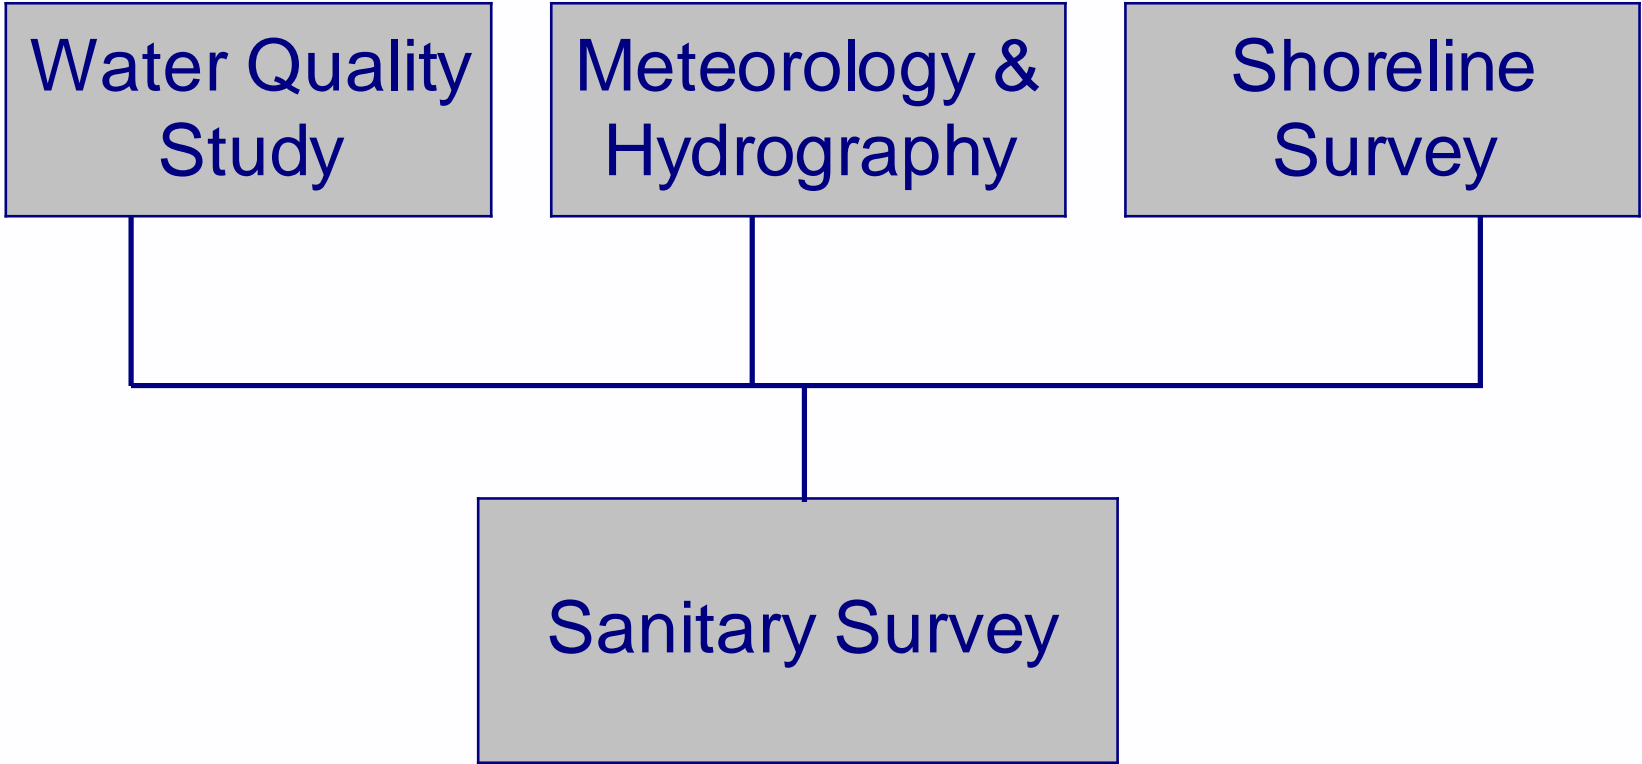 Water Quality
Study
Meteorology &
Hydrography
Shoreline
Survey
Sanitary Survey